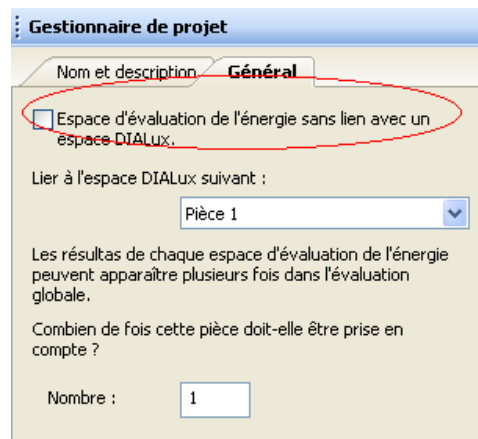 Gestionnaire de projet
Nom et description
Général
Espace d'évaluation de l'énergie sans lien avec un
espace DIALux.
Lier à l'espace DIALux suivant :
Pièce 1
Les résultas de chaque espace d'évaluation de l'énergie
peuvent apparaître plusieurs fois dans l'évaluation
globale.
Combien de fois cette pièce doit-elle être prise en
compte ?
Nombre :
1